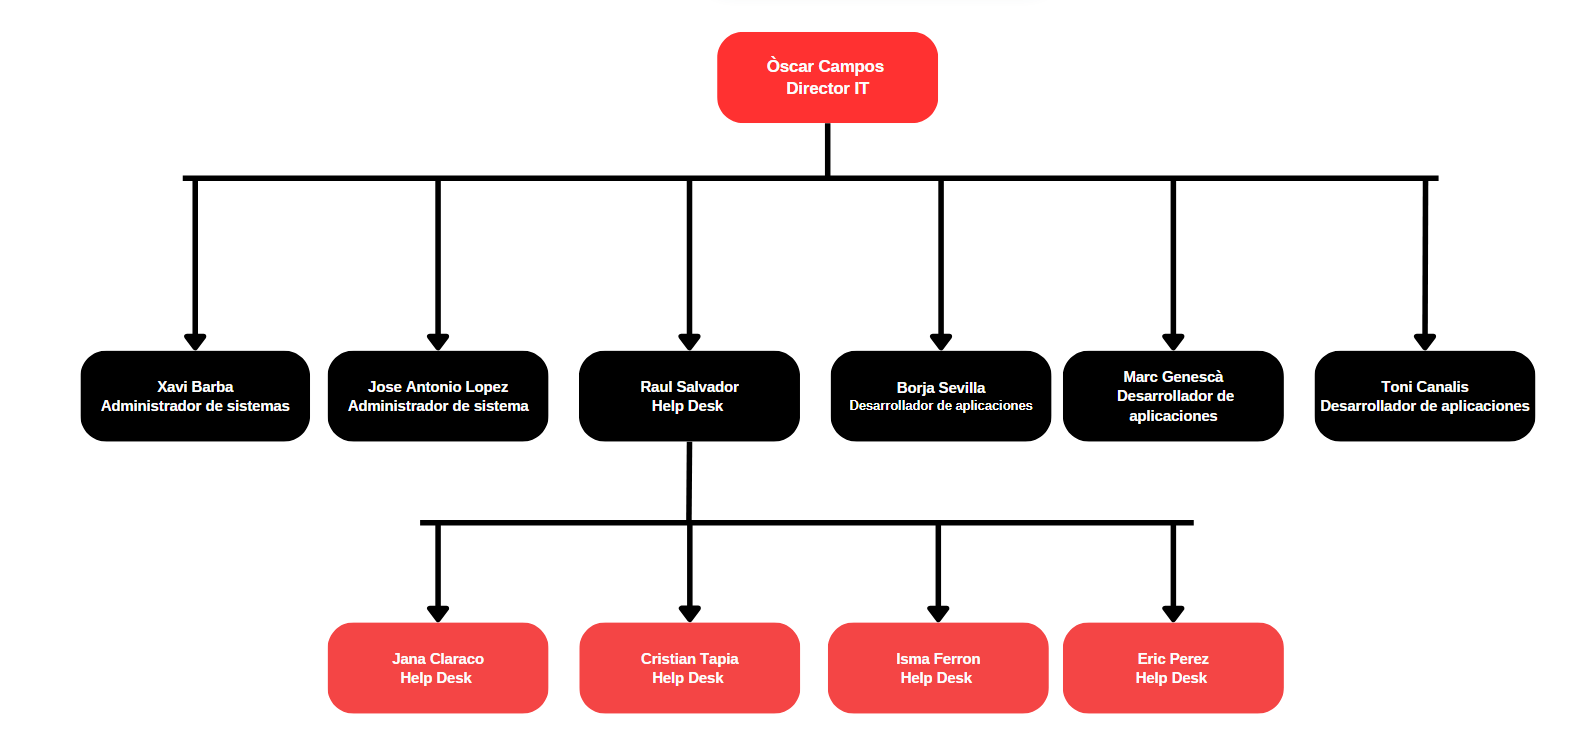 Òscar Campos
Director IT
Xavi Barba
Administrador de sistemas
Jose Antonio Lopez
Administrador de sistema
Raul Salvador
Help Desk
Borja Sevilla
Desarrollador de aplicaciones
Marc Genescà
Desarrollador de
aplicaciones
Toni Canalis
Desarrollador de aplicaciones
Jana Claraco
Help Desk
Cristian Tapia
Help Desk
Isma Ferron
Help Desk
Eric Perez
Help Desk